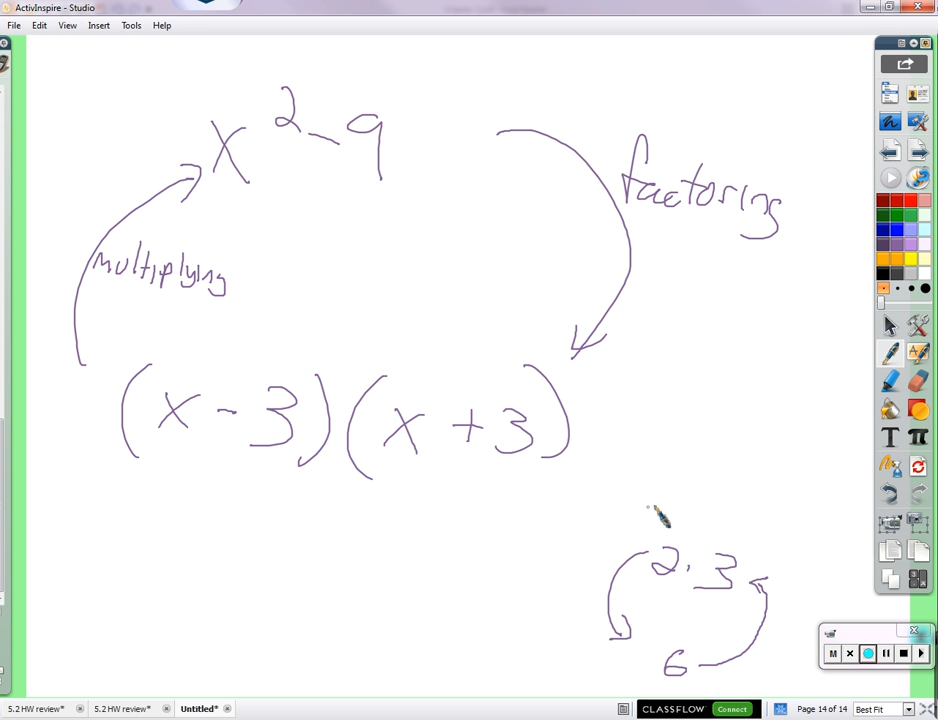 ActivInspire - Studio
File Edit View Insert Tools Help
x² - 9
factoring
multiplying
(x - 3)(x + 3)
2 · 3
6
M
5.2 HW review* 5.2 HW review* Untitled* CLASSFLOW Connect Page 14 of 14 Best Fit